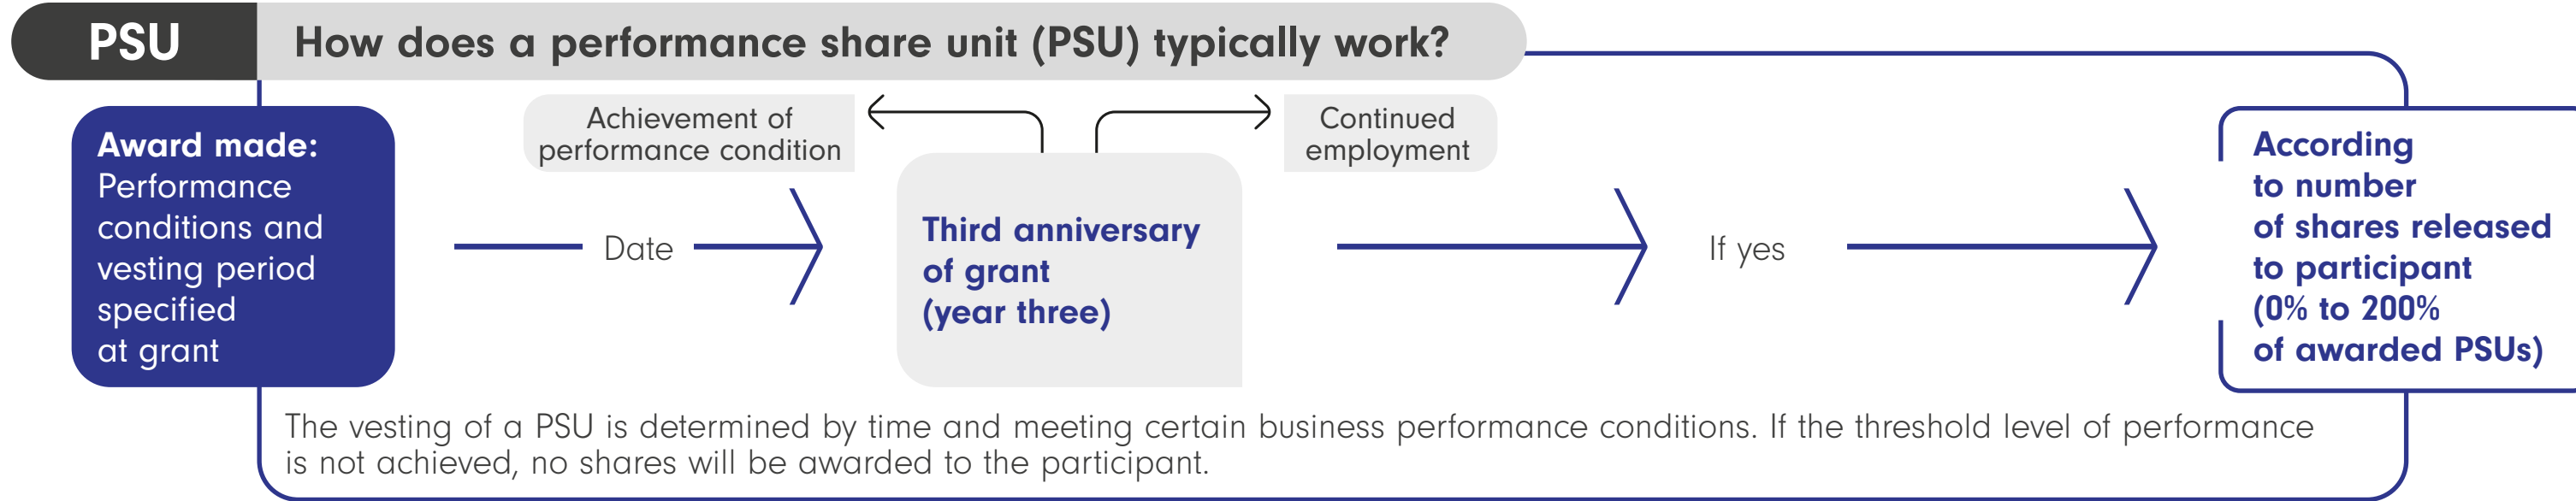 PSU
How does a performance share unit (PSU) typically work?
Award made:
Performance
conditions and
vesting period
specified
at grant
Date
Achievement of
performance condition
Third anniversary
of grant
(year three)
Continued
employment
If yes
According
to number
of shares released
to participant
(0% to 200%
of awarded PSUs)
The vesting of a PSU is determined by time and meeting certain business performance conditions. If the threshold level of performance
is not achieved, no shares will be awarded to the participant.